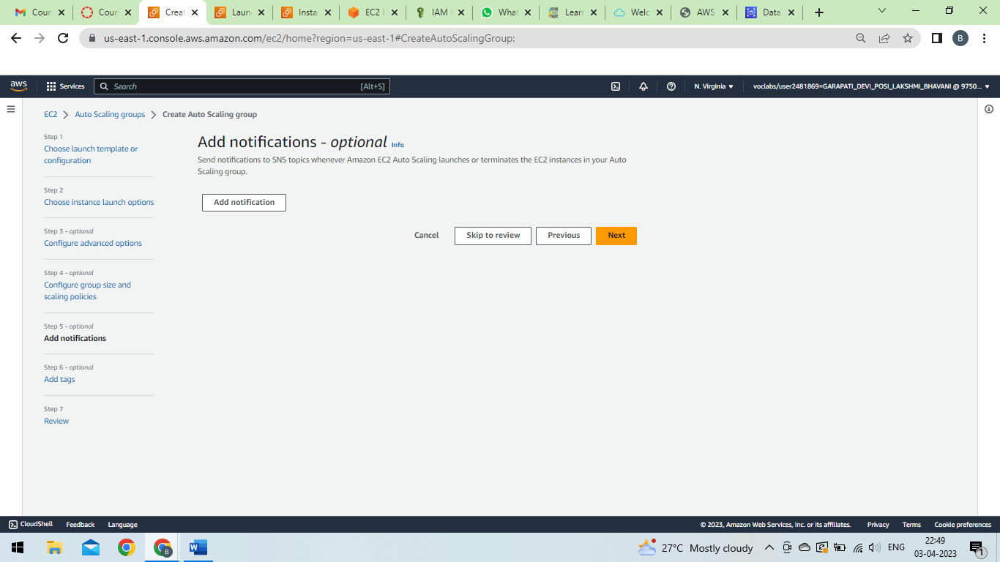 Cour
Cour
Creat
Laun
Insta
EC2
IAM
What
Learn
Welc
AWS
Data
us-east-1.console.aws.amazon.com/ec2/home?region=us-east-1#CreateAutoScalingGroup:
B
aws
Services
Search
[Alt+S]
N. Virginia
voclabs/user2481869=GARAPATI_DEVI_POSI_LAKSHMI_BHAVANI @ 9750...
EC2
Auto Scaling groups
Create Auto Scaling group
Step 1
Choose launch template or
configuration
Step 2
Choose instance launch options
Step 3 - optional
Configure advanced options
Step 4 - optional
Configure group size and
scaling policies
Step 5 - optional
Add notifications
Step 6 - optional
Add tags
Step 7
Review
Add notifications - optional Info
Send notifications to SNS topics whenever Amazon EC2 Auto Scaling launches or terminates the EC2 instances in your Auto
Scaling group.
Add notification
Cancel
Skip to review
Previous
Next
CloudShell
Feedback
Language
© 2023, Amazon Web Services, Inc. or its affiliates.
Privacy
Terms
Cookie preferences
27°C Mostly cloudy
ENG
22:49
03-04-2023
1